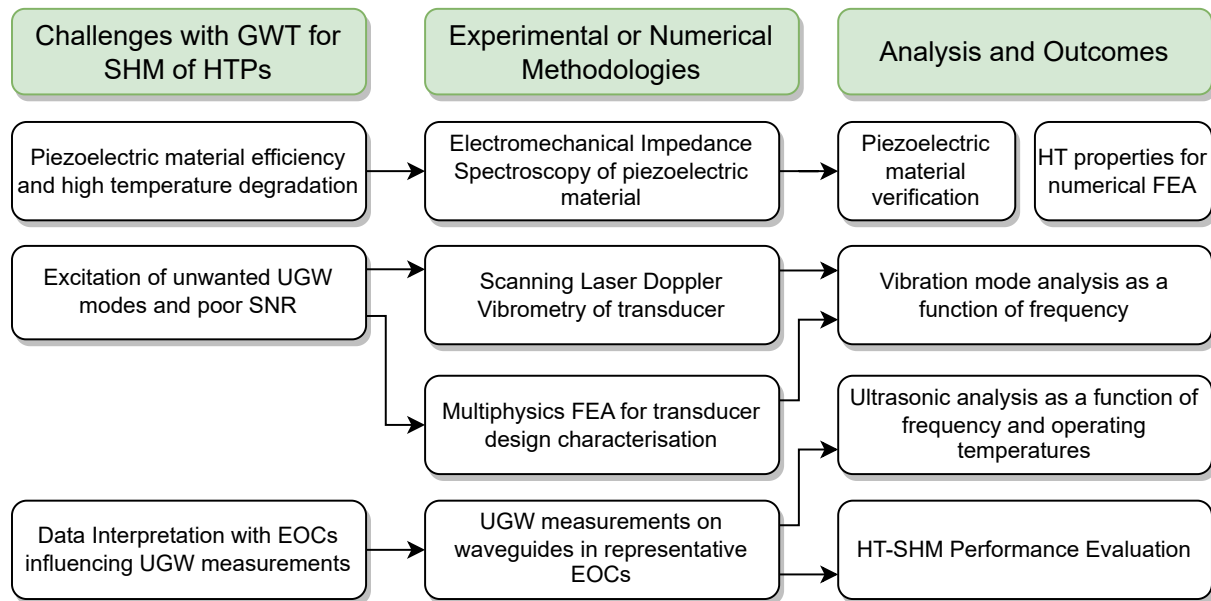 Challenges with GWT for
SHM of HTPs
Experimental or Numerical
Methodologies
Analysis and Outcomes
Piezoelectric material efficiency
and high temperature degradation
Electromechanical Impedance
Spectroscopy of piezoelectric
material
Piezoelectric
material
verification
HT properties for
numerical FEA
Excitation of unwanted UGW
modes and poor SNR
Scanning Laser Doppler
Vibrometry of transducer
Vibration mode analysis as a
function of frequency
Multiphysics FEA for transducer
design characterisation
Ultrasonic analysis as a function of
frequency and operating
temperatures
Data Interpretation with EOCs
influencing UGW measurements
UGW measurements on
waveguides in representative
EOCs
HT-SHM Performance Evaluation